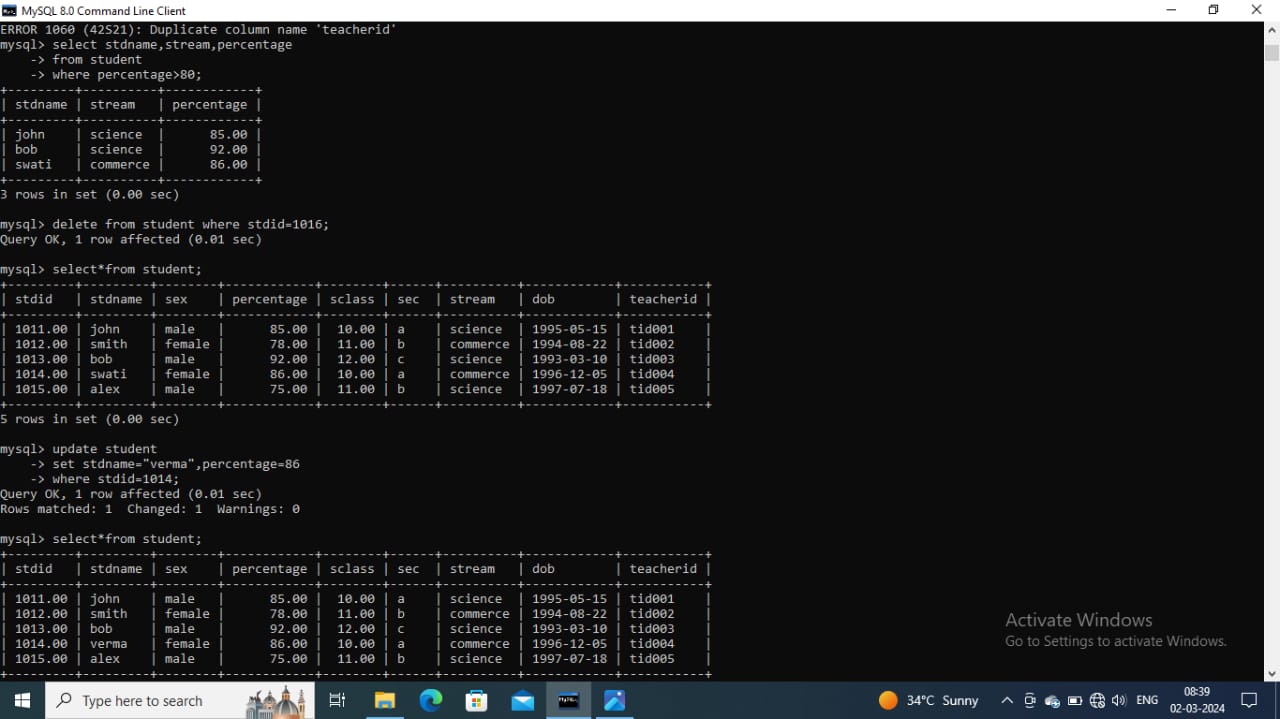 MySQL 8.0 Command Line Client
ERROR 1060 (42S21): Duplicate column name 'teacherid'
mysql> select stdname,stream,percentage
    -> from student
    -> where percentage>80;
+---------+----------+------------+
| stdname | stream   | percentage |
+---------+----------+------------+
| john    | science  |      85.00 |
| bob     | science  |      92.00 |
| swati   | commerce |      86.00 |
+---------+----------+------------+
3 rows in set (0.00 sec)
mysql> delete from student where stdid=1016;
Query OK, 1 row affected (0.01 sec)
mysql> select*from student;
+---------+---------+--------+------------+--------+------+----------+------------+-----------+
| stdid   | stdname | sex    | percentage | sclass | sec  | stream   | dob        | teacherid |
+---------+---------+--------+------------+--------+------+----------+------------+-----------+
| 1011.00 | john    | male   |      85.00 |  10.00 | a    | science  | 1995-05-15 | tid001    |
| 1012.00 | smith   | female |      78.00 |  11.00 | b    | commerce | 1994-08-22 | tid002    |
| 1013.00 | bob     | male   |      92.00 |  12.00 | c    | science  | 1993-03-10 | tid003    |
| 1014.00 | swati   | female |      86.00 |  10.00 | a    | commerce | 1996-12-05 | tid004    |
| 1015.00 | alex    | male   |      75.00 |  11.00 | b    | science  | 1997-07-18 | tid005    |
+---------+---------+--------+------------+--------+------+----------+------------+-----------+
5 rows in set (0.00 sec)
mysql> update student
    -> set stdname="verma",percentage=86
    -> where stdid=1014;
Query OK, 1 row affected (0.01 sec)
Rows matched: 1  Changed: 1  Warnings: 0
mysql> select*from student;
+---------+---------+--------+------------+--------+------+----------+------------+-----------+
| stdid   | stdname | sex    | percentage | sclass | sec  | stream   | dob        | teacherid |
+---------+---------+--------+------------+--------+------+----------+------------+-----------+
| 1011.00 | john    | male   |      85.00 |  10.00 | a    | science  | 1995-05-15 | tid001    |
| 1012.00 | smith   | female |      78.00 |  11.00 | b    | commerce | 1994-08-22 | tid002    |
| 1013.00 | bob     | male   |      92.00 |  12.00 | c    | science  | 1993-03-10 | tid003    |
| 1014.00 | verma   | female |      86.00 |  10.00 | a    | commerce | 1996-12-05 | tid004    |
| 1015.00 | alex    | male   |      75.00 |  11.00 | b    | science  | 1997-07-18 | tid005    |
+---------+---------+--------+------------+--------+------+----------+------------+-----------+
Activate Windows
Go to Settings to activate Windows.
Type here to search
34°C Sunny
ENG
08:39
02-03-2024